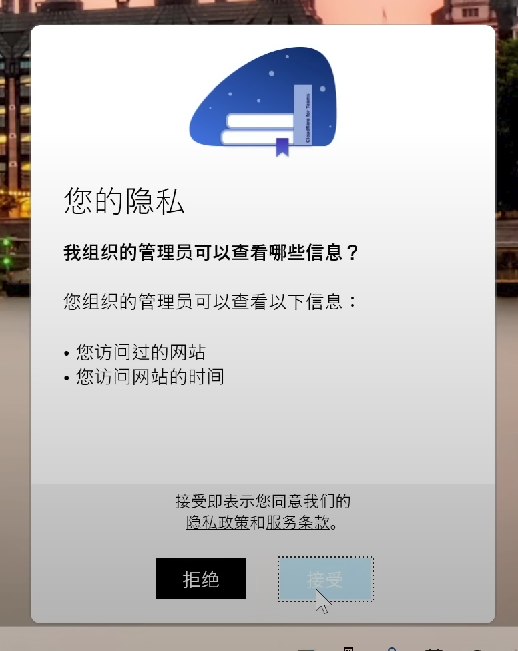 Cloudflare for Teams
您的隐私
我组织的管理员可以查看哪些信息？
您组织的管理员可以查看以下信息：
• 您访问过的网站
• 您访问网站的时间
接受即表示您同意我们的
隐私政策和服务条款。
拒绝
接受